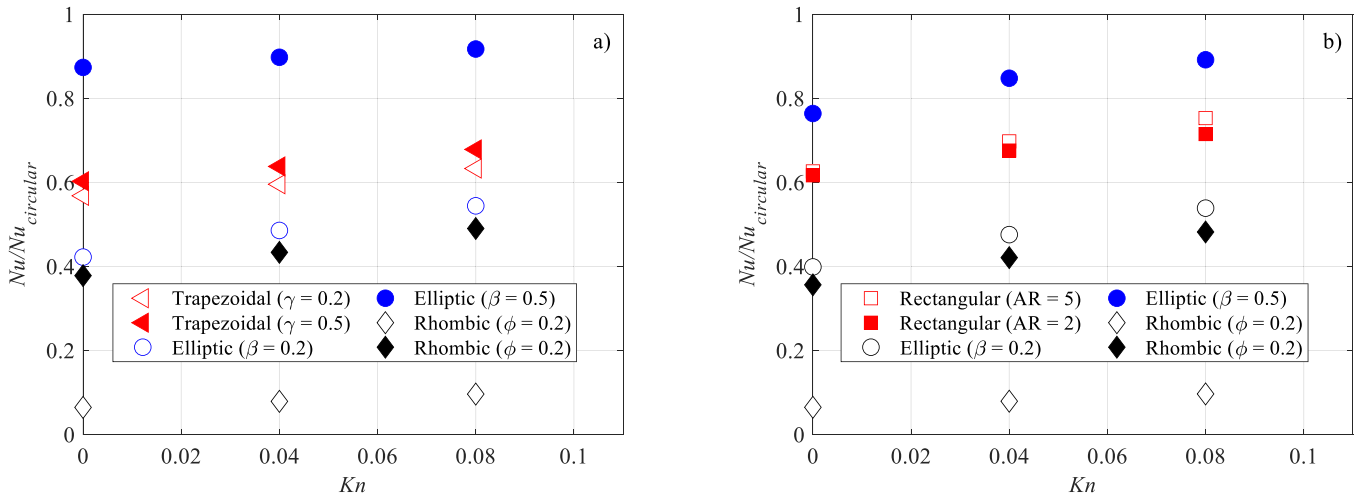 a)
1
0.8
0.6
0.4
0.2
0
Nu/Nu_circular
Trapezoidal (γ = 0.2)
Trapezoidal (γ = 0.5)
Elliptic (β = 0.2)
Elliptic (β = 0.5)
Rhombic (ϕ = 0.2)
Rhombic (ϕ = 0.2)
0 0.02 0.04 0.06 0.08 0.1
Kn
b)
1
0.8
0.6
0.4
0.2
0
Nu/Nu_circular
Rectangular (AR = 5)
Rectangular (AR = 2)
Elliptic (β = 0.2)
Elliptic (β = 0.5)
Rhombic (ϕ = 0.2)
Rhombic (ϕ = 0.2)
0 0.02 0.04 0.06 0.08 0.1
Kn